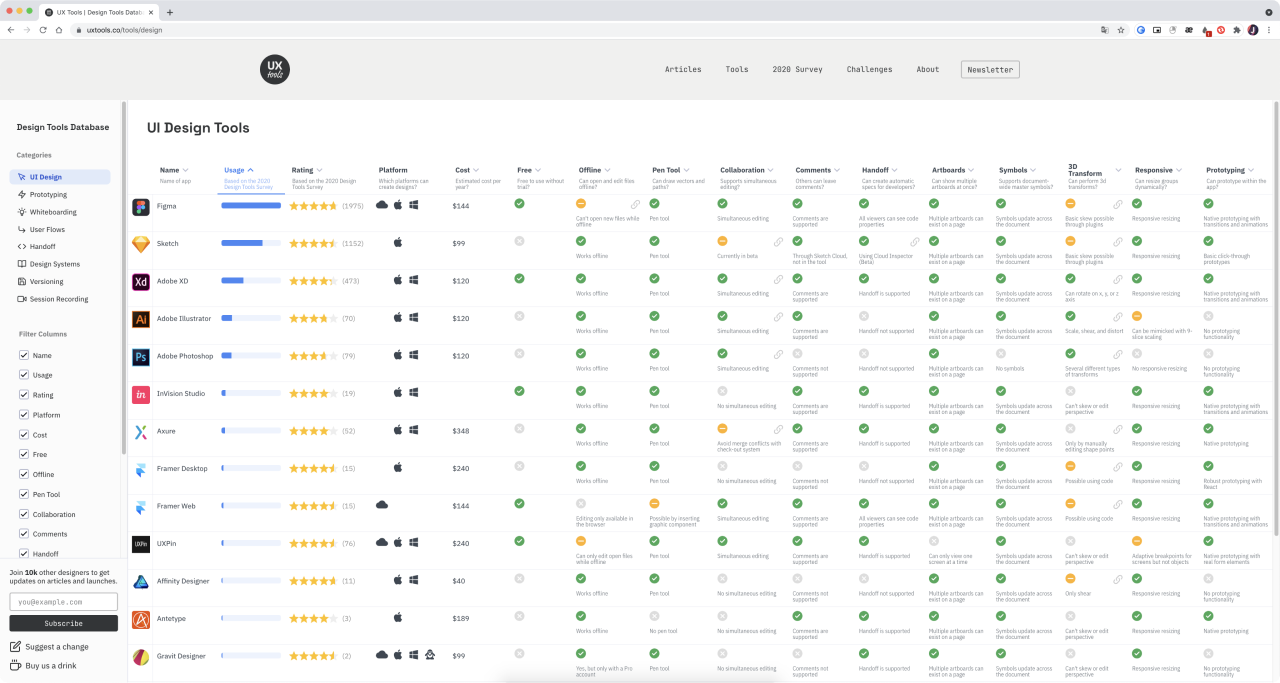 UX Tools | Design Tools Datab
uxtools.co/tools/design
UX
tools
Articles
Tools
2020 Survey
Challenges
About
Newsletter
Design Tools Database
Categories
UI Design
Prototyping
Whiteboarding
User Flows
Handoff
Design Systems
Versioning
Session Recording
Filter Columns
Name
Usage
Rating
Platform
Cost
Free
Offline
Pen Tool
Collaboration
Comments
Handoff
Join 10k other designers to get
updates on articles and launches.
you@example.com
Subscribe
Suggest a change
Buy us a drink
UI Design Tools
Name
Name of app
Usage
Based on the 2020
Design Tools Survey
Rating
Based on the 2020 Design
Tools Survey
Platform
Which platforms can
create designs?
Cost
Estimated cost per
year?
Free
Free to use without
trial?
Offline
Can open and edit files
offline?
Pen Tool
Can draw vectors and
paths?
Collaboration
Supports simultaneous
editing?
Comments
Others can leave
comments?
Handoff
Can create automatic
specs for developers?
Artboards
Can show multiple
artboards at once?
Symbols
Supports document-
wide master symbols?
3D
Transform
Can perform 3d
transforms?
Responsive
Can resize groups
dynamically?
Prototyping
Can prototype within the
app?
Figma
(1975)
$144
Can't open new files while
offline
Pen tool
Simultaneous editing
Comments are
supported
All viewers can see code
properties
Multiple artboards can
exist on a page
Symbols update across
the document
Basic skew possible
through plugins
Responsive resizing
Native prototyping with
transitions and animations
Sketch
(1152)
$99
Works offline
Pen tool
Currently in beta
Through Sketch Cloud,
not in the tool
Using Cloud Inspector
(Beta)
Multiple artboards can
exist on a page
Symbols update across
the document
Basic skew possible
through plugins
Responsive resizing
Basic click-through
prototypes
Xd
Adobe XD
(473)
$120
Works offline
Pen tool
Simultaneous editing
Comments are
supported
Handoff is supported
Multiple artboards can
exist on a page
Symbols update across
the document
Can rotate on x, y, or z
axis
Responsive resizing
Native prototyping with
transitions and animations
Ai
Adobe Illustrator
(70)
$120
Works offline
Pen tool
Simultaneous editing
Comments are
supported
Handoff not supported
Multiple artboards can
exist on a page
Symbols update across
the document
Scale, shear, and distort
Can be mimicked with 9-
slice scaling
No prototyping
functionality
Ps
Adobe Photoshop
(79)
$120
Works offline
Pen tool
Simultaneous editing
Comments not
supported
Handoff not supported
Multiple artboards can
exist on a page
No symbols
Several different types
of transforms
No responsive resizing
No prototyping
functionality
in
InVision Studio
(19)
Works offline
Pen tool
No simultaneous editing
Comments are
supported
Handoff is supported
Multiple artboards can
exist on a page
Symbols update across
the document
Can't skew or edit
perspective
Responsive resizing
Native prototyping with
transitions and animations
Axure
(52)
$348
Works offline
Pen tool
Avoid merge conflicts with
check-out system
Comments are
supported
Handoff is supported
Multiple artboards can
exist on a page
Symbols update across
the document
Only by manually
editing shape points
Responsive resizing
Native prototyping
Framer Desktop
(15)
$240
Works offline
Pen tool
No simultaneous editing
Comments not
supported
Handoff not supported
Multiple artboards can
exist on a page
Symbols update across
the document
Possible using code
Responsive resizing
Robust prototyping with
React
Framer Web
(15)
$144
Editing only available in
the browser
Possible by inserting
graphic component
Simultaneous editing
Comments are
supported
All viewers can see code
properties
Multiple artboards can
exist on a page
Symbols update across
the document
Possible using code
Responsive resizing
Native prototyping with
transitions and animations
UXPin
UXPin
(76)
$240
Can only edit open files
while offline
Pen tool
Simultaneous editing
Comments are
supported
Handoff is supported
Can only view one
screen at a time
Symbols update across
the document
Can't skew or edit
perspective
Adaptive breakpoints for
screens but not objects
Native prototyping with
real form elements
Affinity Designer
(11)
$40
Works offline
Pen tool
No simultaneous editing
Comments not
supported
Handoff not supported
Multiple artboards can
exist on a page
Symbols update across
the document
Only shear
Responsive resizing
No prototyping
functionality
Antetype
(3)
$189
Works offline
No pen tool
No simultaneous editing
Comments are
supported
Handoff is supported
Multiple artboards can
exist on a page
Symbols update across
the document
Can't skew or edit
perspective
Responsive resizing
Native prototyping
Gravit Designer
(2)
$99
Yes, but only with a Pro
account
Pen tool
No simultaneous editing
Comments not
supported
Handoff is supported
Multiple artboards can
exist on a page
Symbols update across
the document
Can't skew or edit
perspective
Responsive resizing
No prototyping
functionality